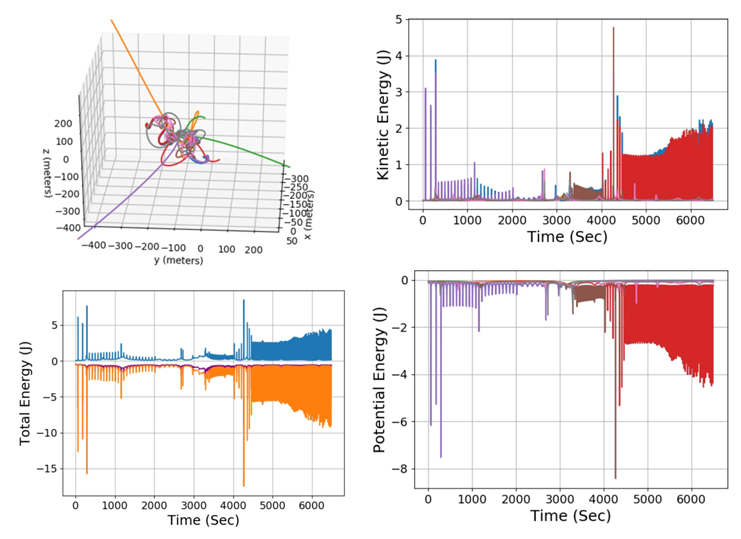 200
100
0
−100
−200
−300
−400
z (meters)
−400−300−200−100 0 100 200
y (meters)
−300
−250
−200
−150
−100
−50
0
50
x (meters)
5
4
3
2
1
0
Kinetic Energy (J)
0 1000 2000 3000 4000 5000 6000
Time (Sec)
5
0
−5
−10
−15
Total Energy (J)
0 1000 2000 3000 4000 5000 6000
Time (Sec)
0
−2
−4
−6
−8
Potential Energy (J)
0 1000 2000 3000 4000 5000 6000
Time (Sec)